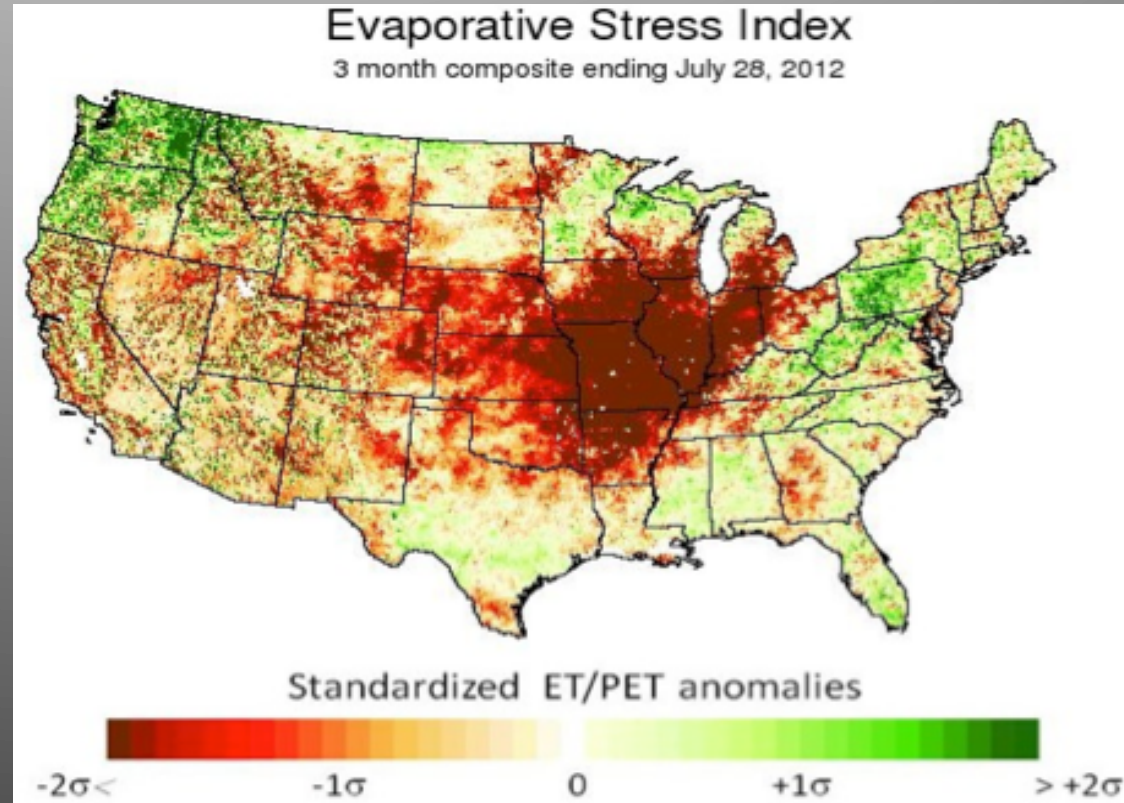 Evaporative Stress Index
3 month composite ending July 28, 2012
Standardized ET/PET anomalies
-2σ< -1σ 0 +1σ > +2σ